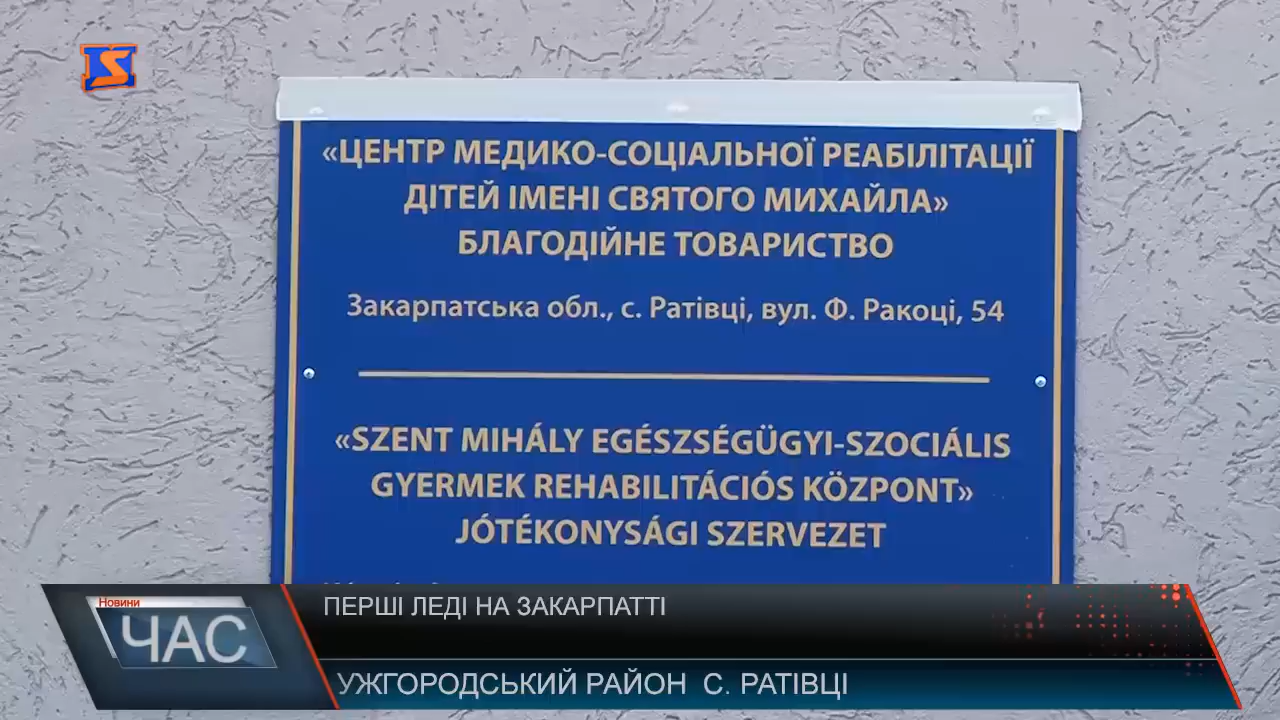 «ЦЕНТР МЕДИКО-СОЦІАЛЬНОЇ РЕАБІЛІТАЦІЇ
ДІТЕЙ ІМЕНІ СВЯТОГО МИХАЙЛА»
БЛАГОДІЙНЕ ТОВАРИСТВО
Закарпатська обл., с. Ратівці, вул. Ф. Ракоці, 54
«SZENT MIHÁLY EGÉSZSÉGÜGYI-SZOCIÁLIS
GYERMEK REHABILITÁCIÓS KÖZPONT»
JÓTÉKONYSÁGI SZERVEZET
Новини
ЧАС
ПЕРШІ ЛЕДІ НА ЗАКАРПАТТІ
УЖГОРОДСЬКИЙ РАЙОН С. РАТІВЦІ